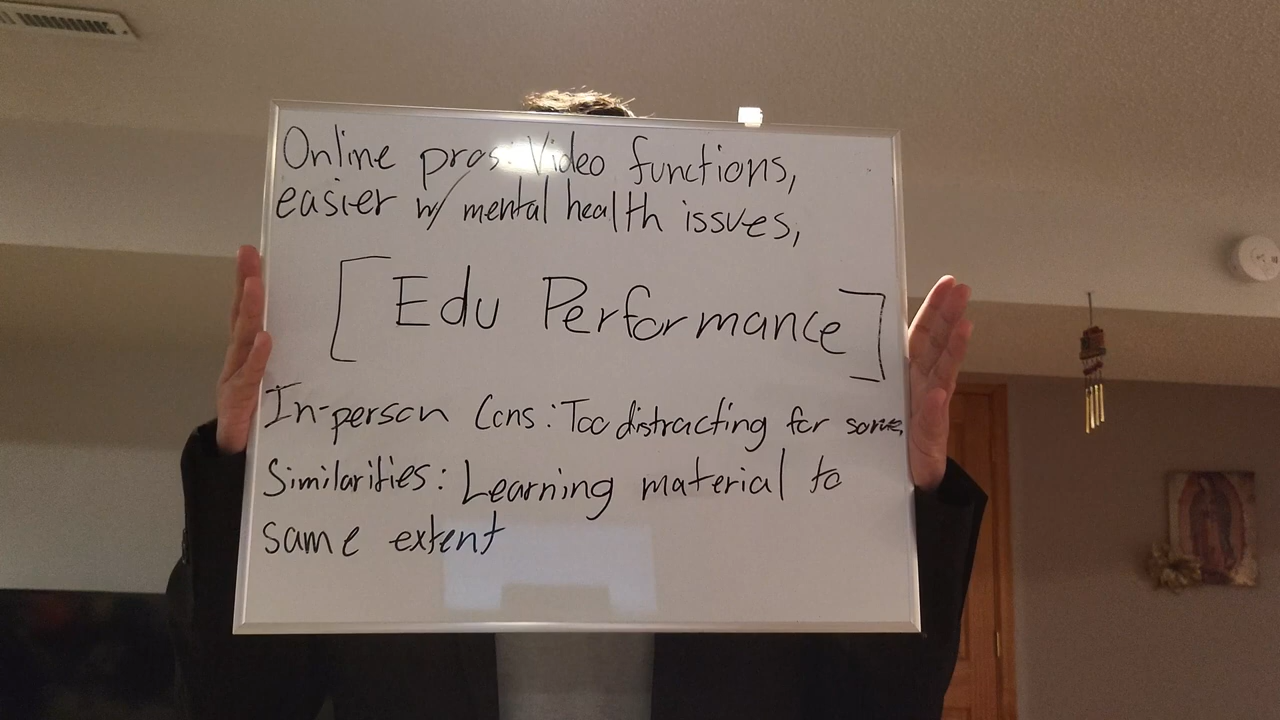 Online pros: Video functions,
easier w/ mental health issues,
[Edu Performance]
In-person Cons: Too distracting for some,
Similarities: Learning material to
same extent